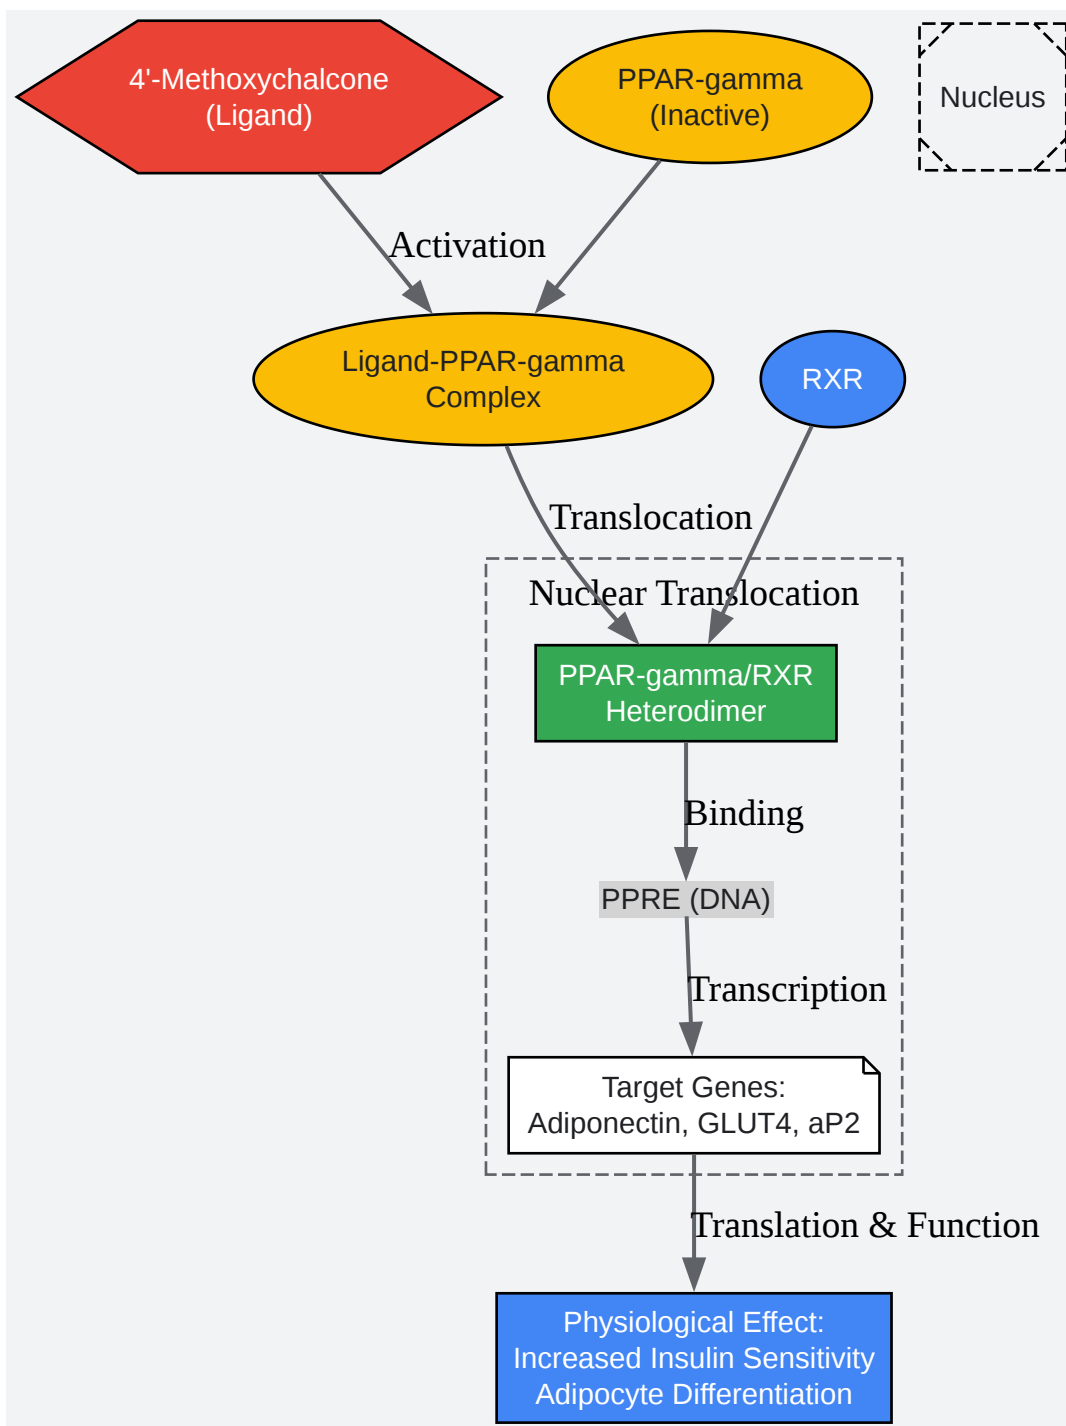 4'-Methoxychalcone
(Ligand)
PPAR-gamma
(Inactive)
Nucleus
Activation
Ligand-PPAR-gamma
Complex
RXR
Translocation
Nuclear Translocation
PPAR-gamma/RXR
Heterodimer
Binding
PPRE (DNA)
Transcription
Target Genes:
Adiponectin, GLUT4, aP2
Translation & Function
Physiological Effect:
Increased Insulin Sensitivity
Adipocyte Differentiation